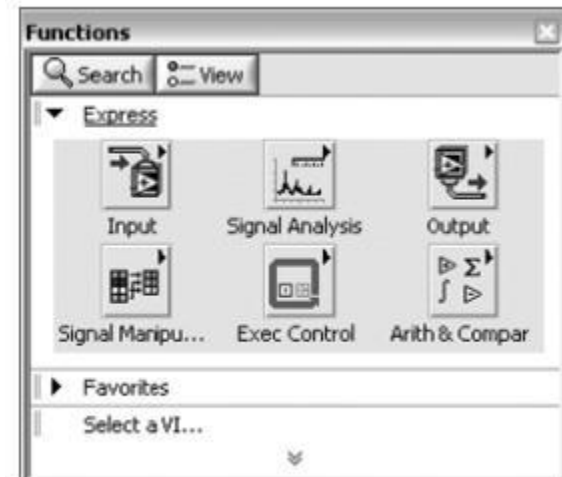 Functions
Search View
Express
Input Signal Analysis Output
Signal Manipu... Exec Control Arith & Compar
Favorites
Select a VI...